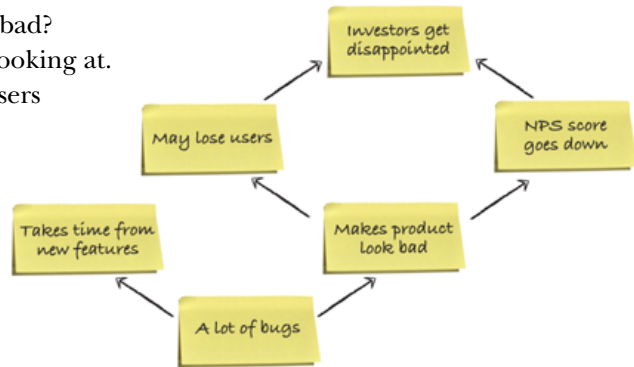 bad?
ooking at.
sers
Investors get
disappointed
May lose users
NPS score
goes down
Takes time from
new features
Makes product
look bad
A lot of bugs